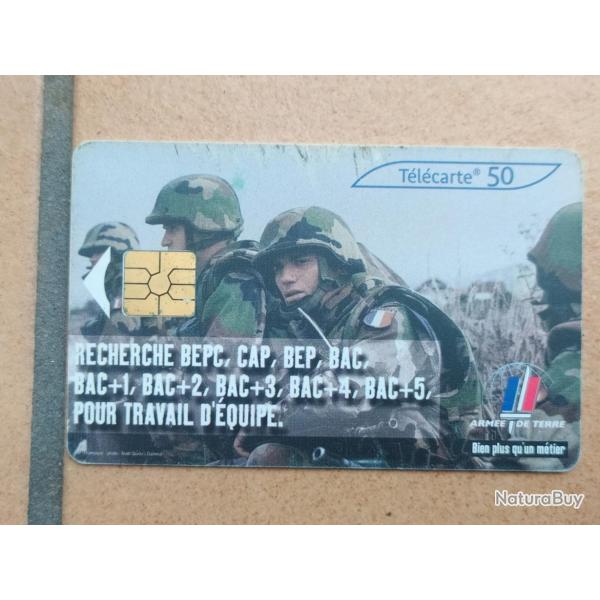 Télécarte® 50
RECHERCHE BEPC, CAP, BEP, BAC,
BAC+1, BAC+2, BAC+3, BAC+4, BAC+5,
POUR TRAVAIL D'ÉQUIPE.
ARMÉE DE TERRE
Bien plus qu'un métier
NaturaBuy